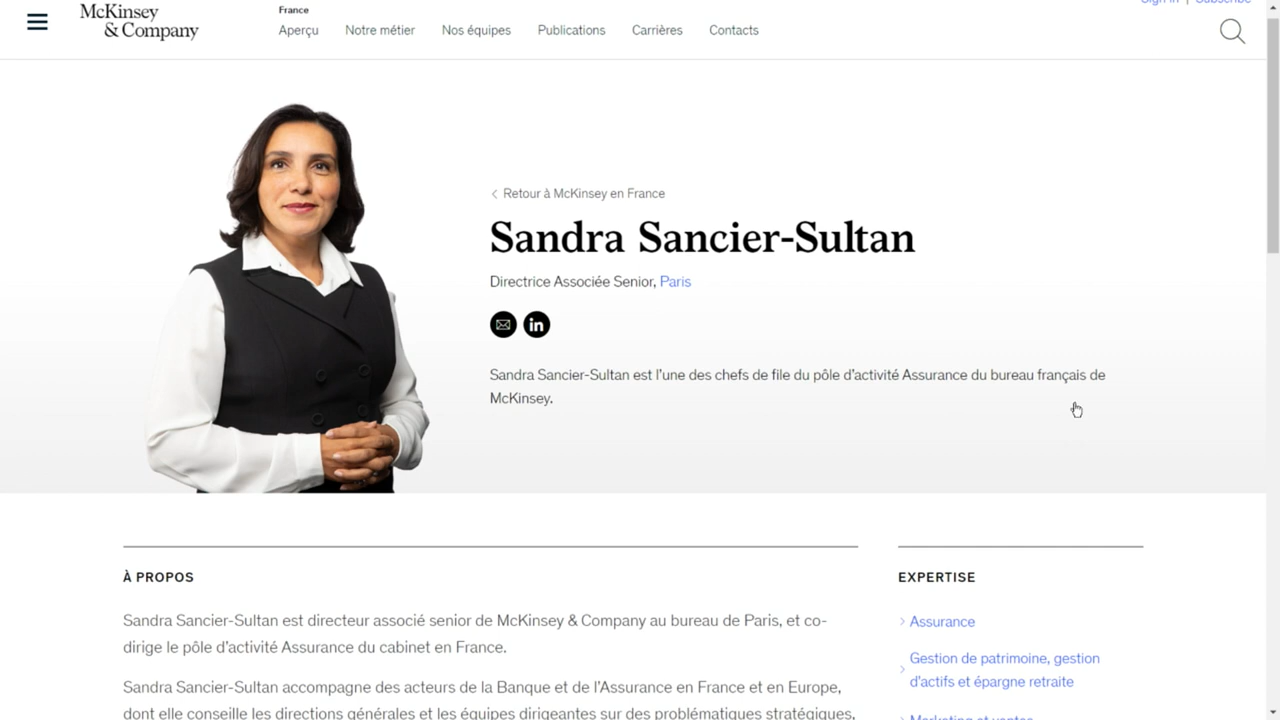 Sign In | Subscribe
McKinsey
& Company
France
Aperçu Notre métier Nos équipes Publications Carrières Contacts
Retour à McKinsey en France
Sandra Sancier-Sultan
Directrice Associée Senior, Paris
in
Sandra Sancier-Sultan est l’une des chefs de file du pôle d’activité Assurance du bureau français de
McKinsey.
À PROPOS
Sandra Sancier-Sultan est directeur associé senior de McKinsey & Company au bureau de Paris, et co-
dirige le pôle d’activité Assurance du cabinet en France.
Sandra Sancier-Sultan accompagne des acteurs de la Banque et de l’Assurance en France et en Europe,
dont elle conseille les directions générales et les équipes dirigeantes sur des problématiques stratégiques,
EXPERTISE
Assurance
Gestion de patrimoine, gestion
d’actifs et épargne retraite
Marketing et ventes